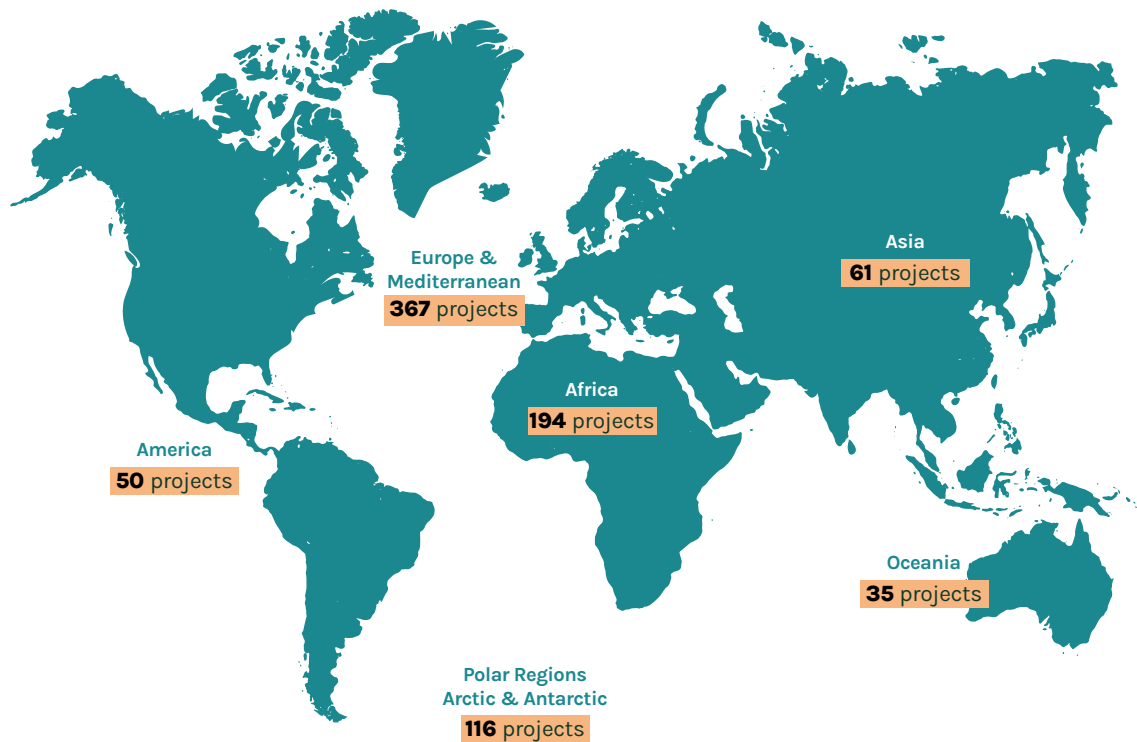 Europe &
Mediterranean
367 projects
Asia
61 projects
Africa
194 projects
America
50 projects
Oceania
35 projects
Polar Regions
Arctic & Antarctic
116 projects